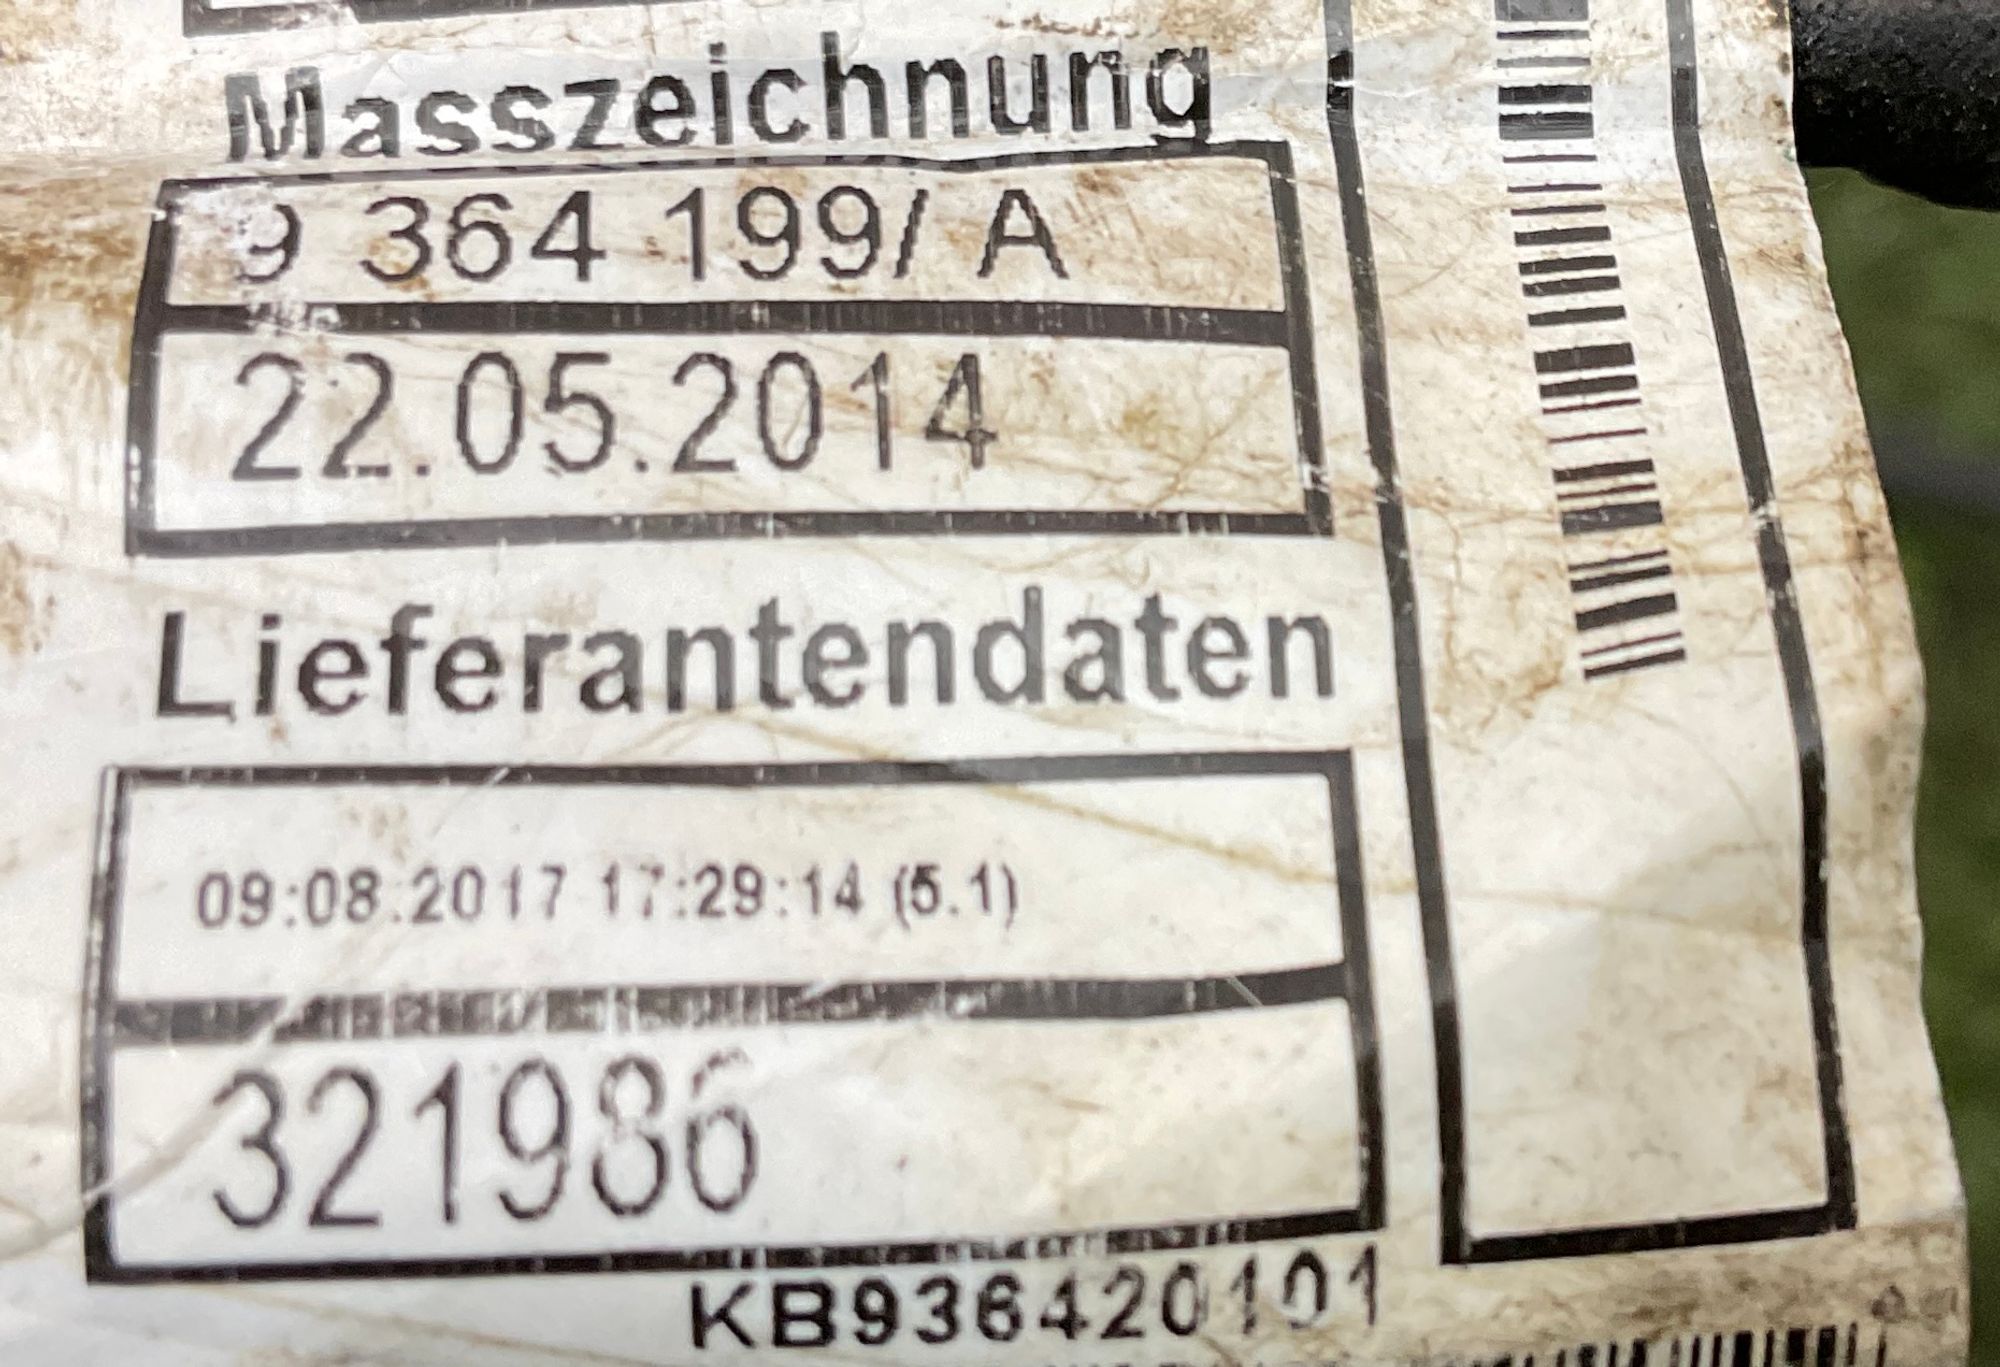 Masszeichnung
9 364 199/ A
22.05.2014
Lieferantendaten
09:08:2017 17:29:14 (5.1)
321986
KB936420101